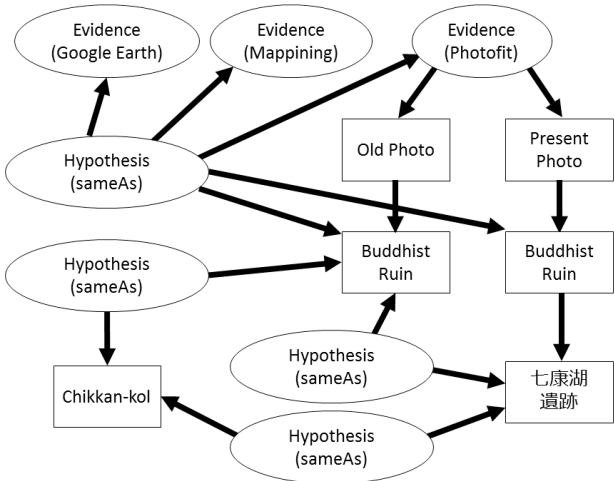 Evidence
(Google Earth)
Evidence
(Mappining)
Evidence
(Photofit)
Old Photo
Present
Photo
Hypothesis
(sameAs)
Buddhist
Ruin
Buddhist
Ruin
Hypothesis
(sameAs)
Hypothesis
(sameAs)
Chikkan-kol
七康湖
遺跡
Hypothesis
(sameAs)